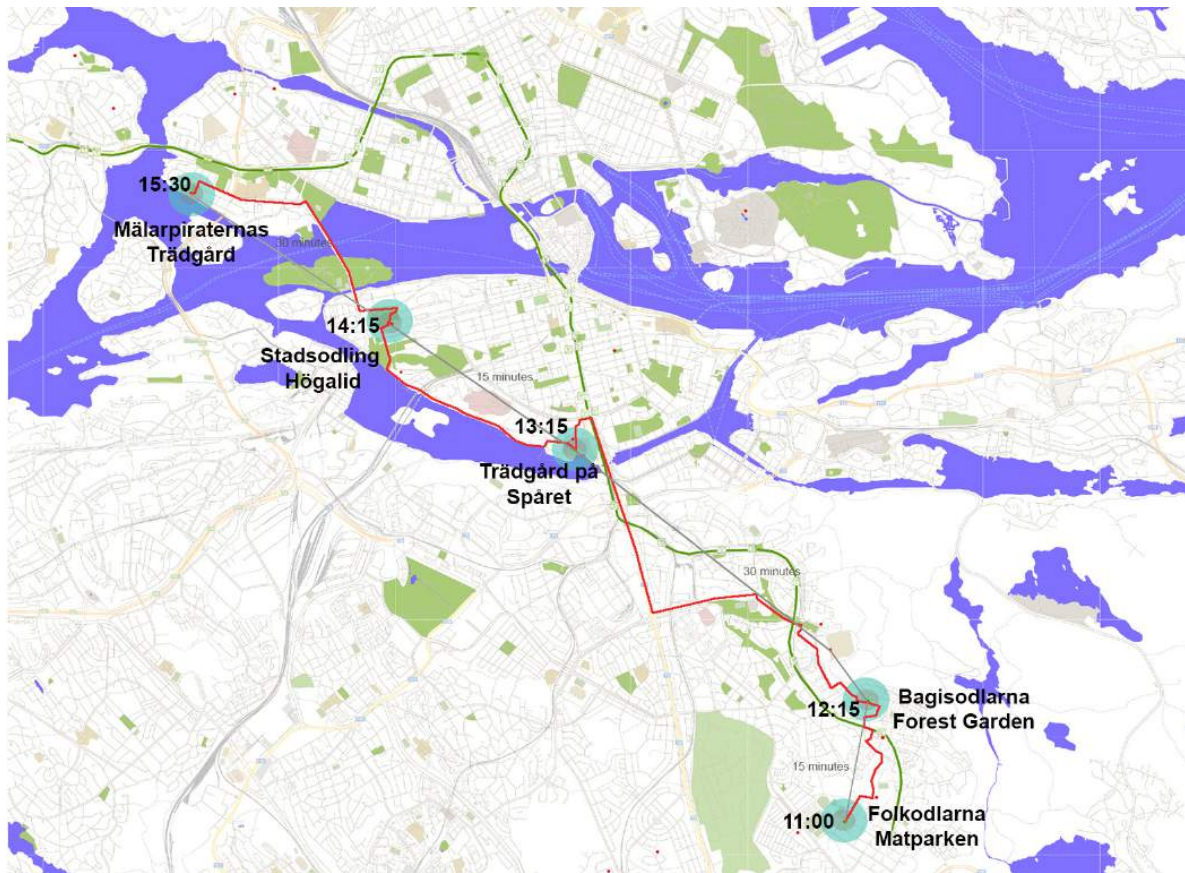 15:30
Mälarpiraternas
Trädgård
30 minutes
14:15
Stadsodling
Högalid
15 minutes
13:15
Trädgård på
Spåret
30 minutes
12:15
Bagisodlarna
Forest Garden
15 minutes
11:00
Folkodlarna
Matparken